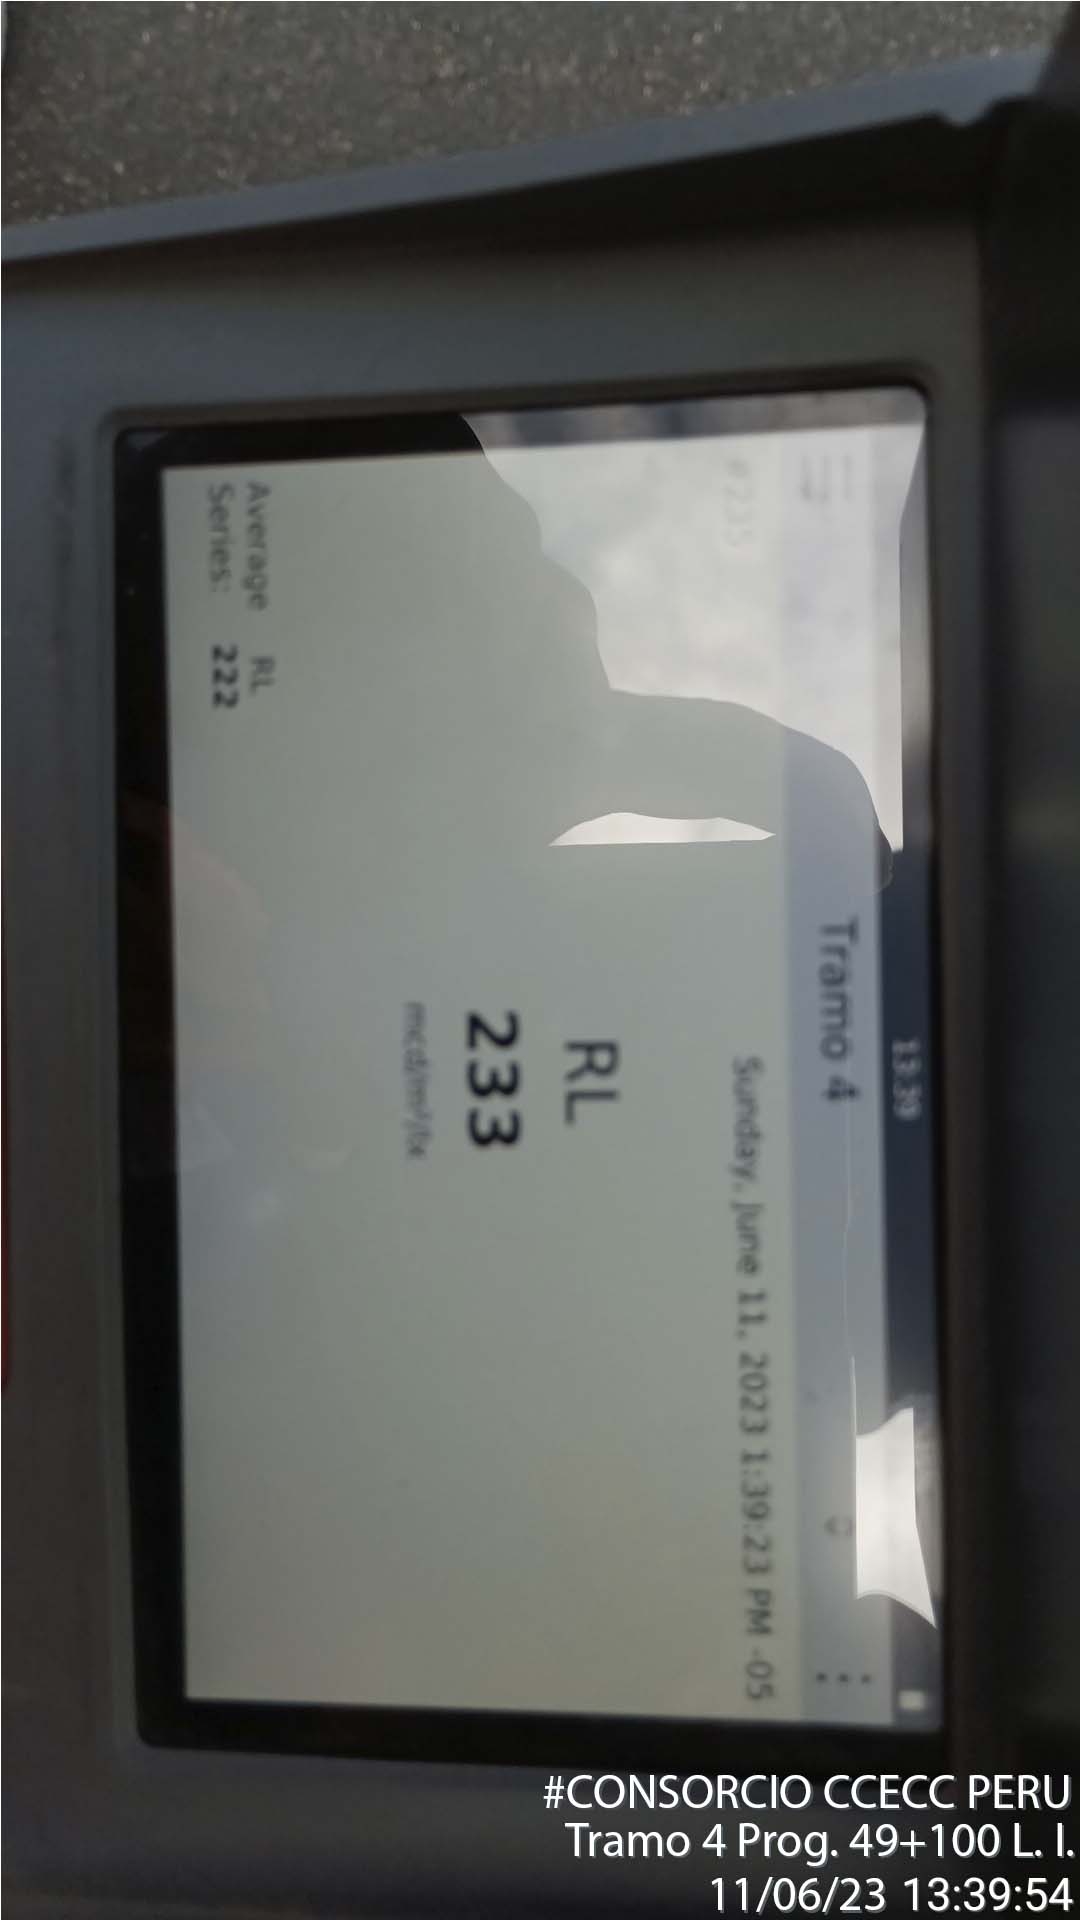 13:39
Tramo 4
#235
Sunday, June 11, 2023 1:39:23 PM -05
RL
233
mcd/m²/lx
Average RL
Series: 222
#CONSORCIO CCECC PERU
Tramo 4 Prog. 49+100 L. I.
11/06/23 13:39:54